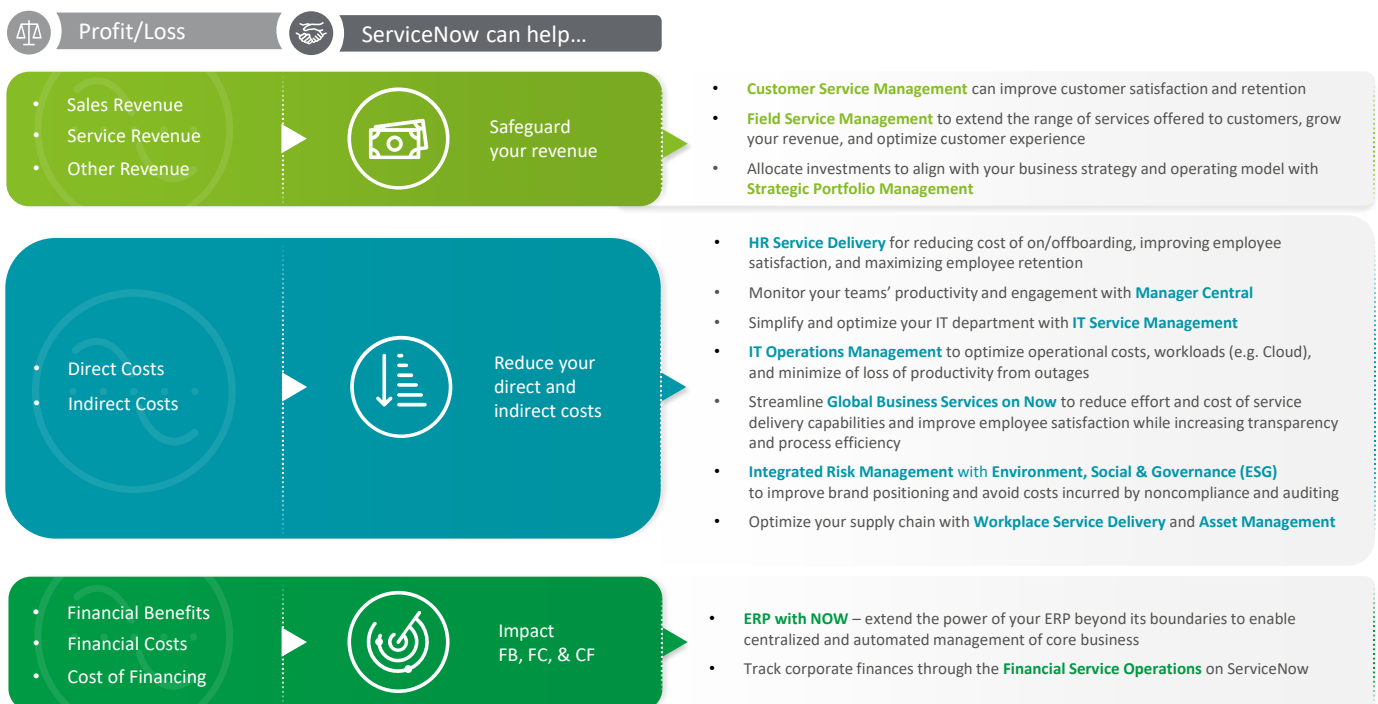 Profit/Loss
ServiceNow can help...
• Sales Revenue
• Service Revenue
• Other Revenue
Safeguard
your revenue
• Customer Service Management can improve customer satisfaction and retention
• Field Service Management to extend the range of services offered to customers, grow
your revenue, and optimize customer experience
• Allocate investments to align with your business strategy and operating model with
Strategic Portfolio Management
• Direct Costs
• Indirect Costs
Reduce your
direct and
indirect costs
• HR Service Delivery for reducing cost of on/offboarding, improving employee
satisfaction, and maximizing employee retention
• Monitor your teams’ productivity and engagement with Manager Central
• Simplify and optimize your IT department with IT Service Management
• IT Operations Management to optimize operational costs, workloads (e.g. Cloud),
and minimize of loss of productivity from outages
• Streamline Global Business Services on Now to reduce effort and cost of service
delivery capabilities and improve employee satisfaction while increasing transparency
and process efficiency
• Integrated Risk Management with Environment, Social & Governance (ESG)
to improve brand positioning and avoid costs incurred by noncompliance and auditing
• Optimize your supply chain with Workplace Service Delivery and Asset Management
• Financial Benefits
• Financial Costs
• Cost of Financing
Impact
FB, FC, & CF
• ERP with NOW – extend the power of your ERP beyond its boundaries to enable
centralized and automated management of core business
• Track corporate finances through the Financial Service Operations on ServiceNow